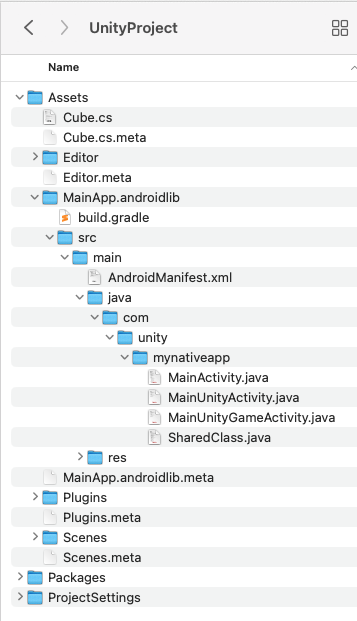 UnityProject
Name
Assets
Cube.cs
Cube.cs.meta
Editor
Editor.meta
MainApp.androidlib
build.gradle
src
main
AndroidManifest.xml
java
com
unity
mynativeapp
MainActivity.java
MainUnityActivity.java
MainUnityGameActivity.java
SharedClass.java
res
MainApp.androidlib.meta
Plugins
Plugins.meta
Scenes
Scenes.meta
Packages
ProjectSettings